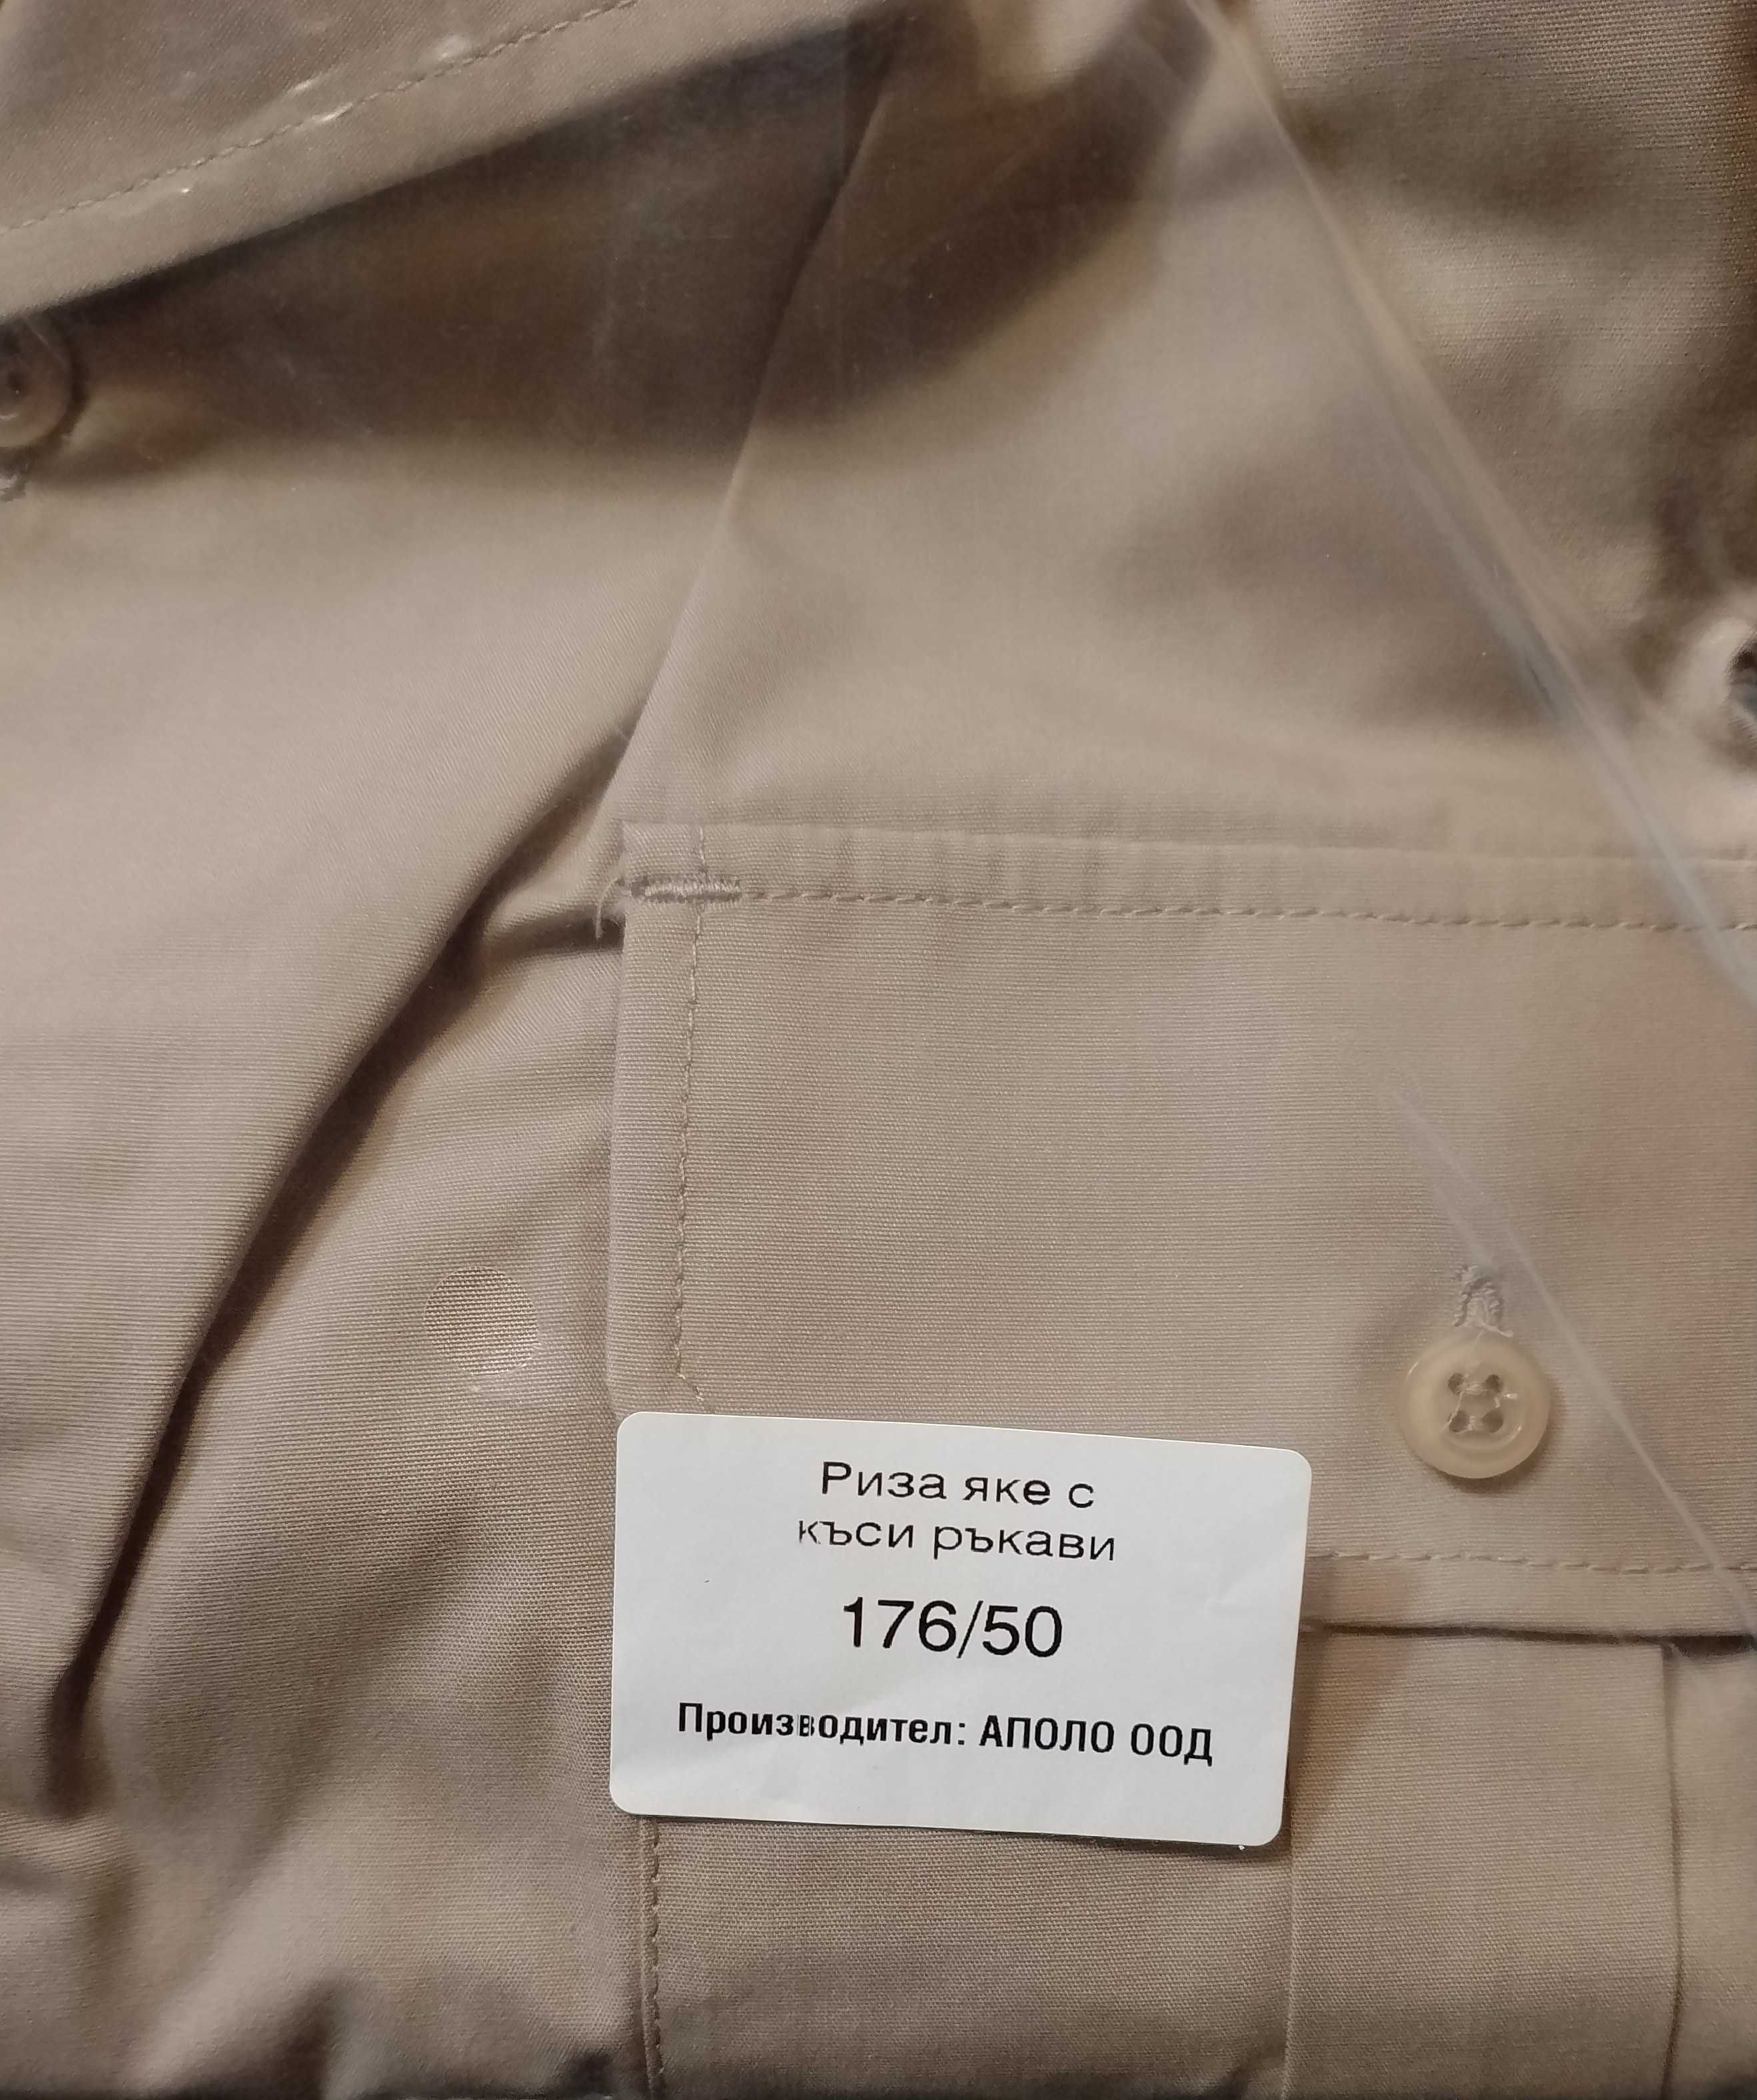 Риза яке с
къси ръкави
176/50
Производител: АПОЛО ООД